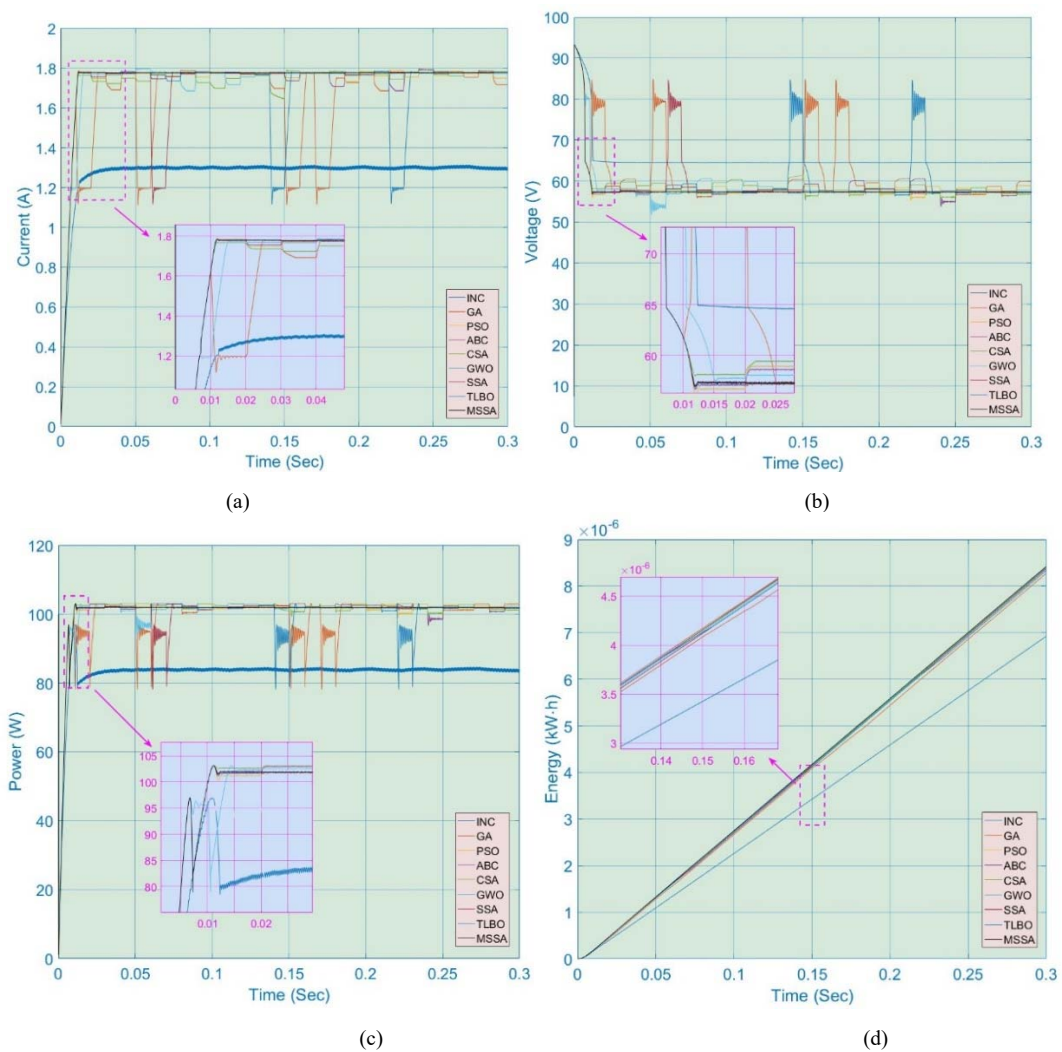 2
1.8
1.6
1.4
1.2
1
0.8
0.6
0.4
0.2
0
Current (A)
1.8
1.6
1.4
1.2
0 0.01 0.02 0.03 0.04
INC
GA
PSO
ABC
CSA
GWO
SSA
TLBO
MSSA
0 0.05 0.1 0.15 0.2 0.25 0.3
Time (Sec)
(a)
100
90
80
70
60
50
40
30
20
10
0
Voltage (V)
70
65
60
0.01 0.015 0.02 0.025
INC
GA
PSO
ABC
CSA
GWO
SSA
TLBO
MSSA
0 0.05 0.1 0.15 0.2 0.25 0.3
Time (Sec)
(b)
120
100
80
60
40
20
0
Power (W)
105
100
95
90
85
80
0.01 0.02
INC
GA
PSO
ABC
CSA
GWO
SSA
TLBO
MSSA
0 0.05 0.1 0.15 0.2 0.25 0.3
Time (Sec)
(c)
×10⁻⁶
9
8
7
6
5
4
3
2
1
0
Energy (kW·h)
×10⁻⁶
4.5
4
3.5
3
0.14 0.15 0.16
INC
GA
PSO
ABC
CSA
GWO
SSA
TLBO
MSSA
0.05 0.1 0.15 0.2 0.25 0.3
Time (Sec)
(d)